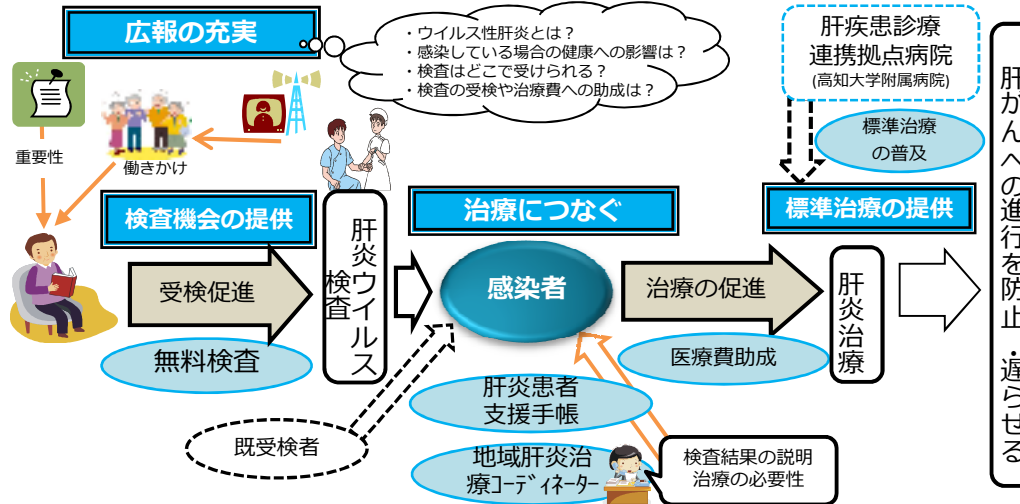 広報の充実
・ウイルス性肝炎とは？
・感染している場合の健康への影響は？
・検査はどこで受けられる？
・検査の受検や治療費への助成は？
肝疾患診療
連携拠点病院
(高知大学附属病院)
標準治療
の普及
重要性
働きかけ
検査機会の提供
治療につなぐ
標準治療の提供
受検促進
無料検査
肝炎ウイルス
検査
感染者
治療の促進
医療費助成
肝炎治療
肝がんへの進行を防止・遅らせる
既受検者
肝炎患者
支援手帳
地域肝炎治
療ｺｰﾃﾞｨﾈｰﾀｰ
検査結果の説明
治療の必要性